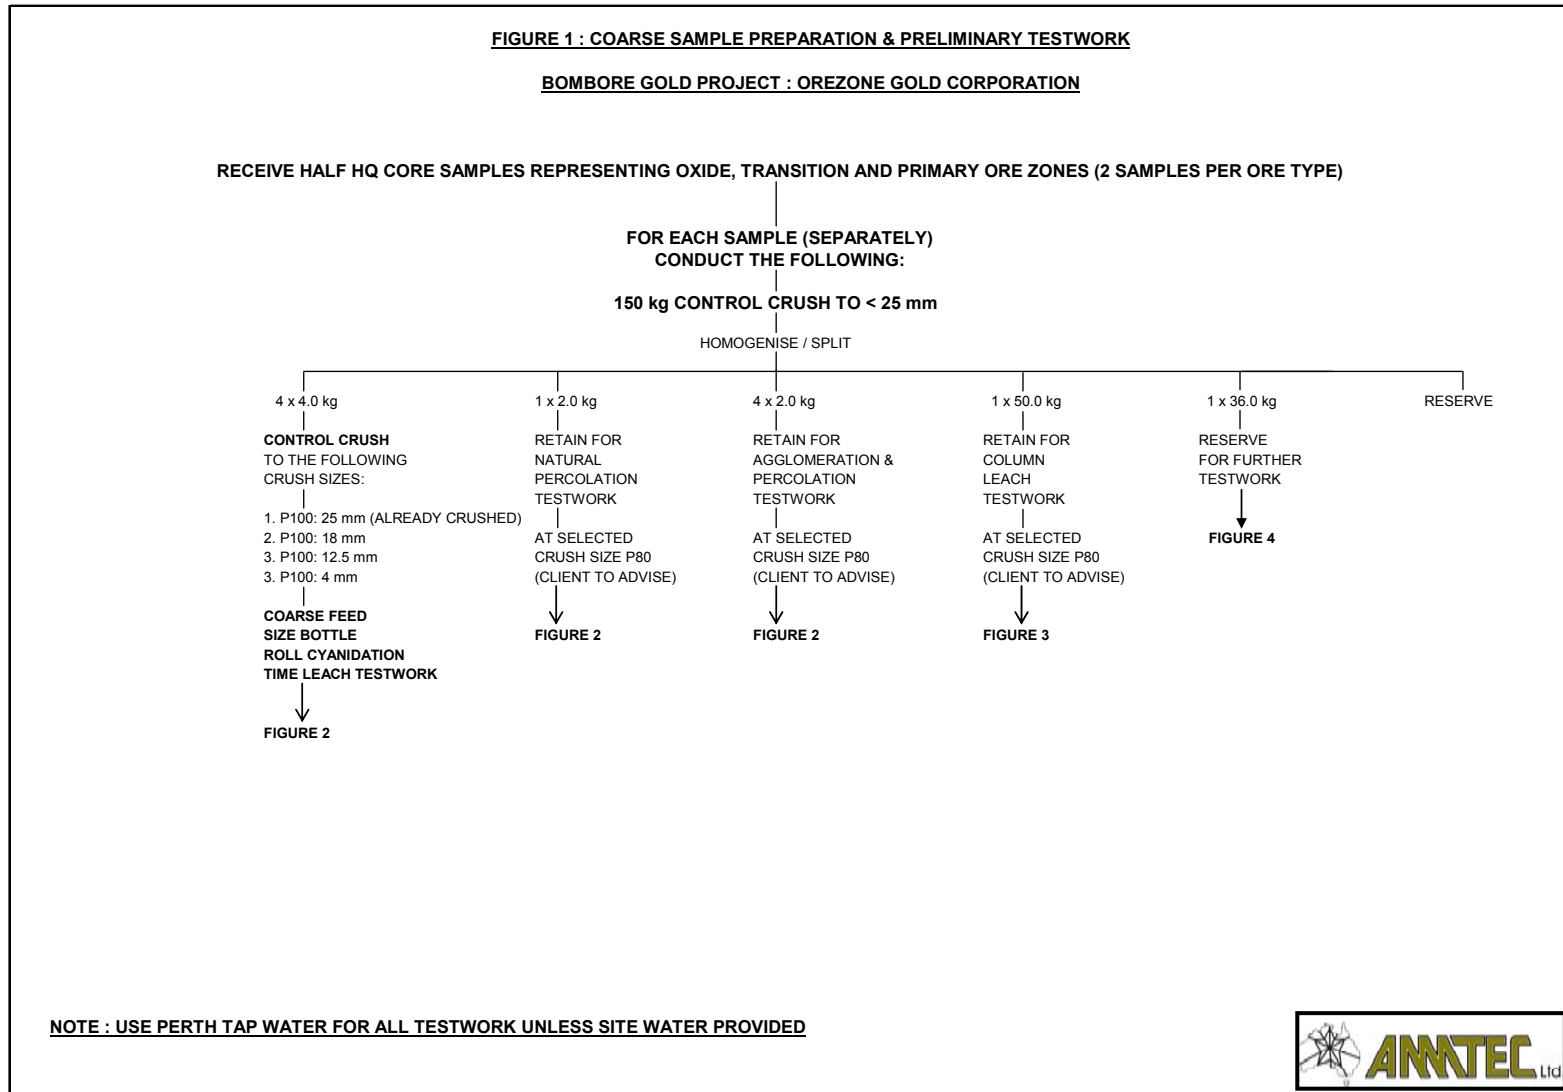 FIGURE 1 : COARSE SAMPLE PREPARATION & PRELIMINARY TESTWORK
BOMBORE GOLD PROJECT : OREZONE GOLD CORPORATION
RECEIVE HALF HQ CORE SAMPLES REPRESENTING OXIDE, TRANSITION AND PRIMARY ORE ZONES (2 SAMPLES PER ORE TYPE)
FOR EACH SAMPLE (SEPARATELY)
CONDUCT THE FOLLOWING:
150 kg CONTROL CRUSH TO < 25 mm
HOMOGENISE / SPLIT
4 x 4.0 kg
CONTROL CRUSH
TO THE FOLLOWING
CRUSH SIZES:
1. P100: 25 mm (ALREADY CRUSHED)
2. P100: 18 mm
3. P100: 12.5 mm
3. P100: 4 mm
COARSE FEED
SIZE BOTTLE
ROLL CYANIDATION
TIME LEACH TESTWORK
FIGURE 2
1 x 2.0 kg
RETAIN FOR
NATURAL
PERCOLATION
TESTWORK
AT SELECTED
CRUSH SIZE P80
(CLIENT TO ADVISE)
FIGURE 2
4 x 2.0 kg
RETAIN FOR
AGGLOMERATION &
PERCOLATION
TESTWORK
AT SELECTED
CRUSH SIZE P80
(CLIENT TO ADVISE)
FIGURE 2
1 x 50.0 kg
RETAIN FOR
COLUMN
LEACH
TESTWORK
AT SELECTED
CRUSH SIZE P80
(CLIENT TO ADVISE)
FIGURE 3
1 x 36.0 kg
RESERVE
FOR FURTHER
TESTWORK
FIGURE 4
RESERVE
NOTE : USE PERTH TAP WATER FOR ALL TESTWORK UNLESS SITE WATER PROVIDED
AMMTEC Ltd